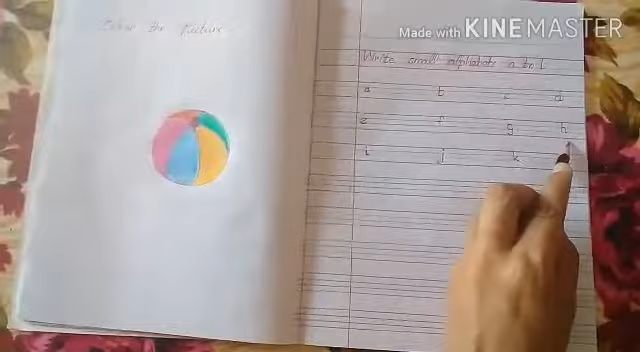 Made with KINEMASTER
Colour the Picture
Write small alphabets a to l
a b c d
e f g h
i j k